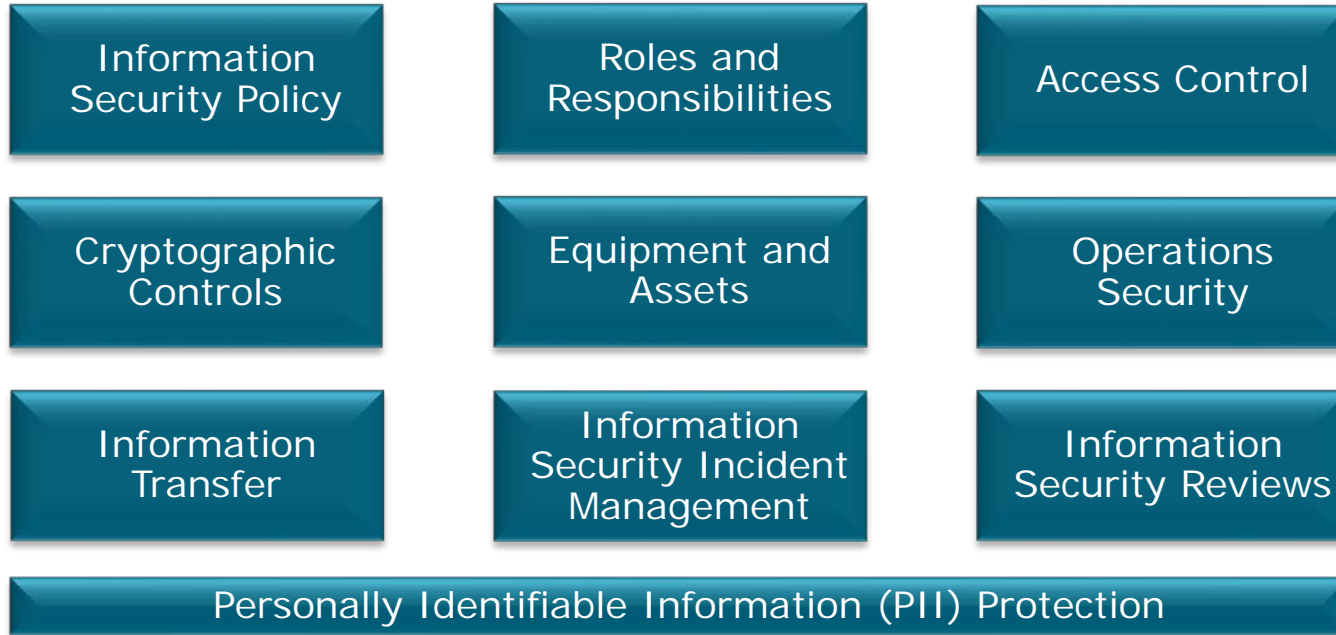 Information
Security Policy
Roles and
Responsibilities
Access Control
Cryptographic
Controls
Equipment and
Assets
Operations
Security
Information
Transfer
Information
Security Incident
Management
Information
Security Reviews
Personally Identifiable Information (PII) Protection